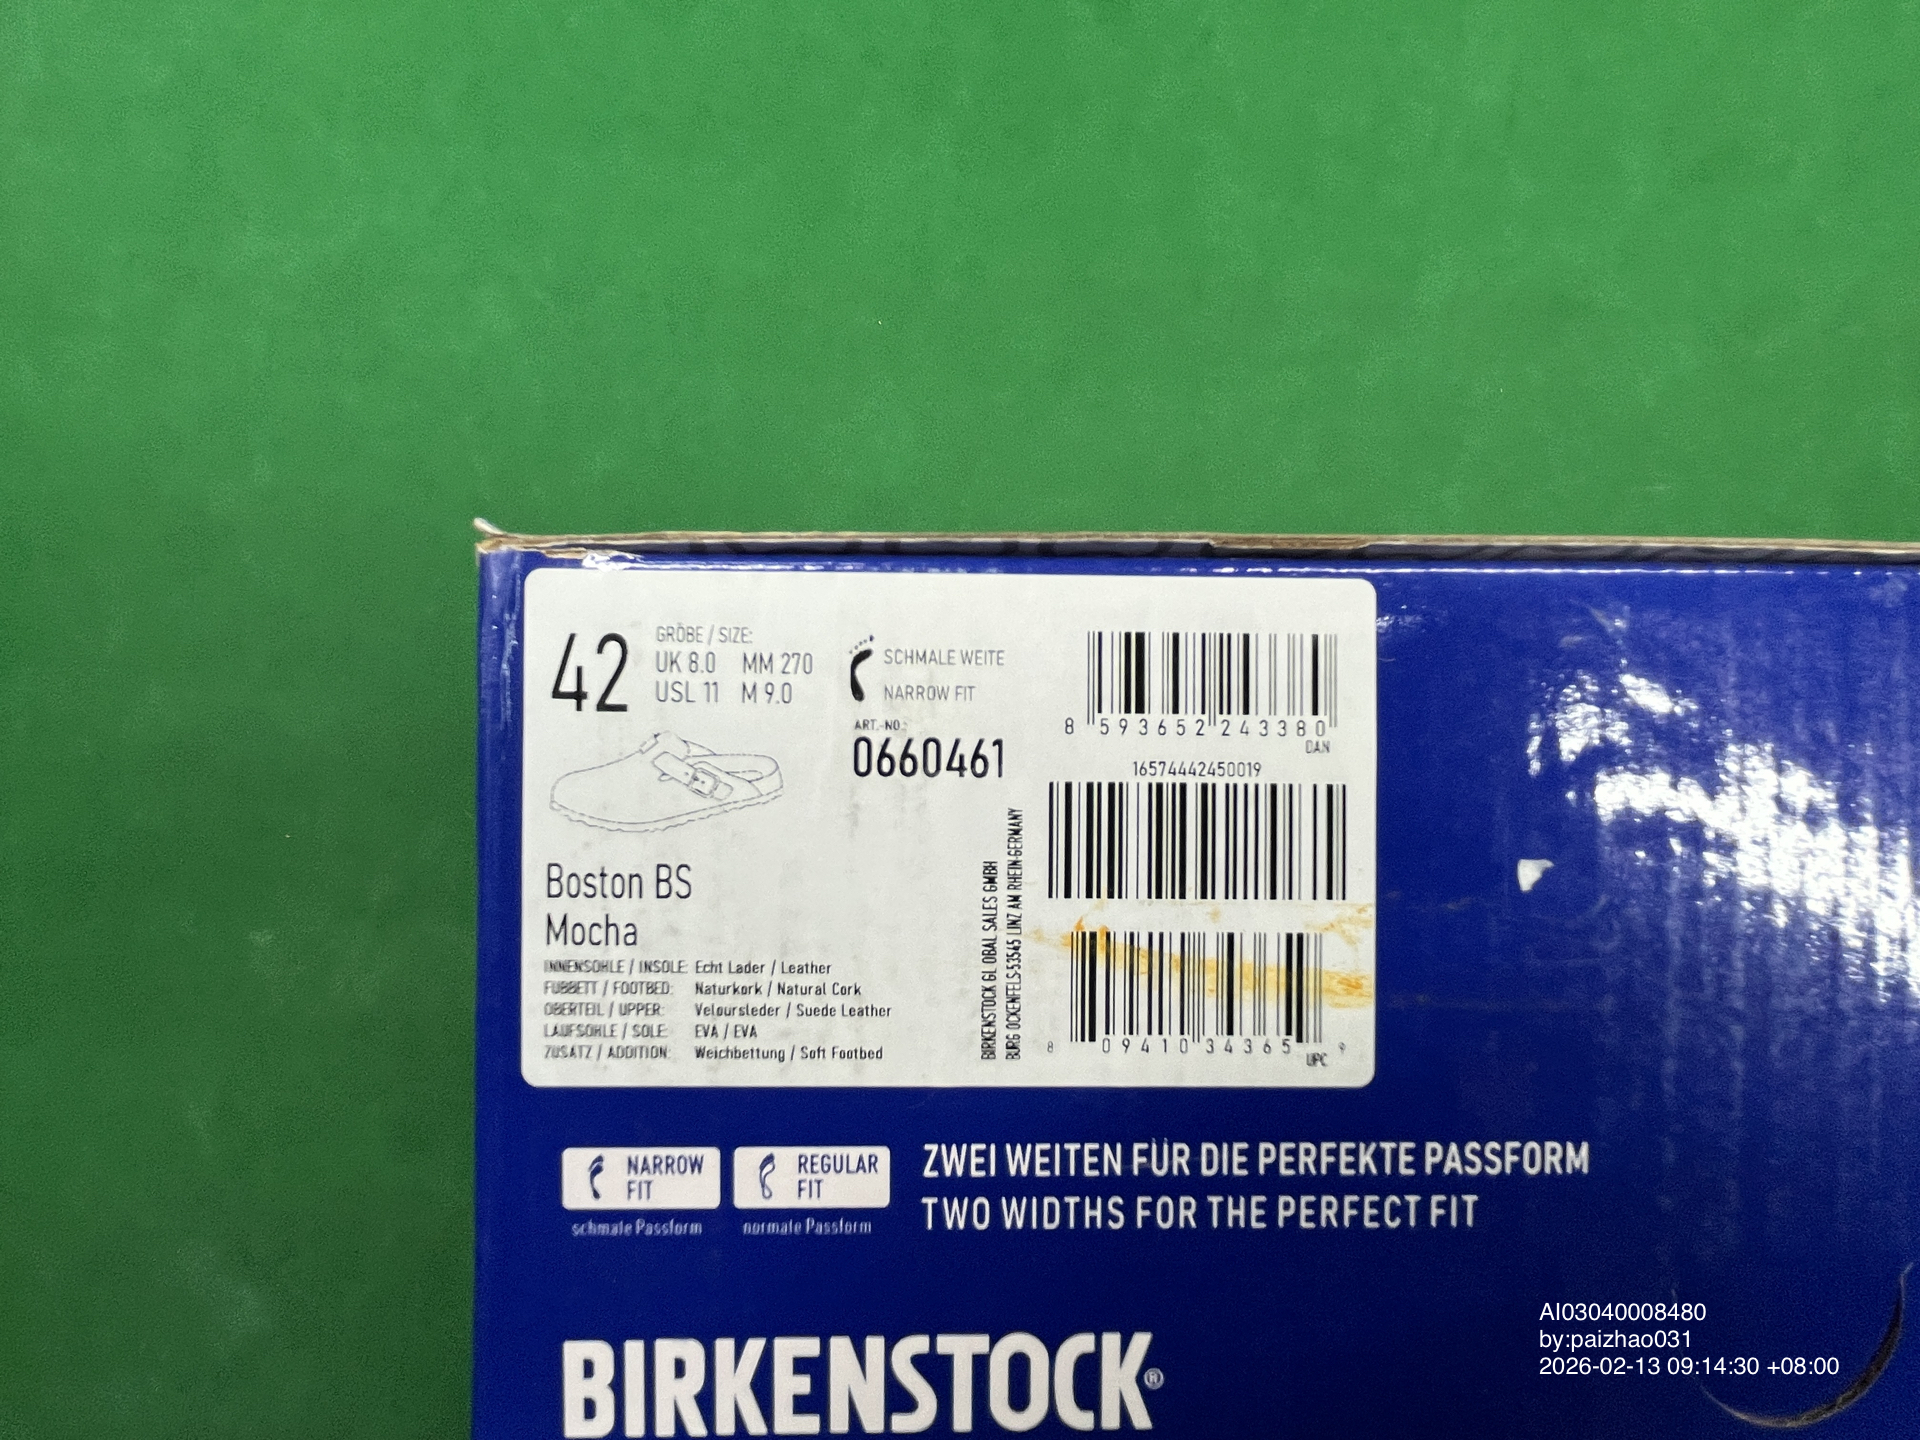 42
GRÖBE / SIZE:
UK 8.0 MM 270
USL 11 M 9.0
SCHMALE WEITE
NARROW FIT
ART.-NO.:
0660461
8 593652 243380
DAN
16574442450019
Boston BS
Mocha
INNENSOHLE / INSOLE: Echt Lader / Leather
FUBBETT / FOOTBED: Naturkork / Natural Cork
OBERTEIL / UPPER: Veloursleder / Suede Leather
LAUFSOHLE / SOLE: EVA / EVA
ZUSATZ / ADDITION: Weichbettung / Soft Footbed
BIRKENSTOCK GLOBAL SALES GMBH
BURG OCKENFELS-53545 LINZ AM RHEIN-GERMANY
8 09410 34365 9
UPC
NARROW FIT
schmale Passform
REGULAR FIT
normale Passform
ZWEI WEITEN FÜR DIE PERFEKTE PASSFORM
TWO WIDTHS FOR THE PERFECT FIT
BIRKENSTOCK®
AI03040008480
by:paizhao031
2026-02-13 09:14:30 +08:00